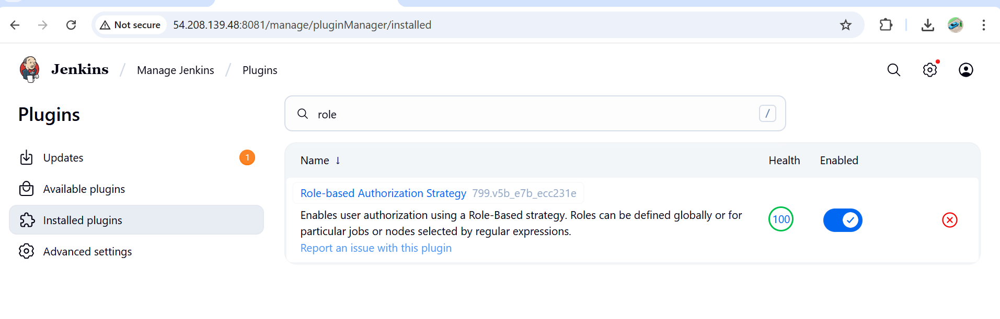 Not secure 54.208.139.48:8081/manage/pluginManager/installed
Jenkins / Manage Jenkins / Plugins
Plugins
role
/
Updates
1
Available plugins
Installed plugins
Advanced settings
Name ↓ Health Enabled
Role-based Authorization Strategy 799.v5b_e7b_ecc231e
Enables user authorization using a Role-Based strategy. Roles can be defined globally or for
particular jobs or nodes selected by regular expressions.
Report an issue with this plugin
100